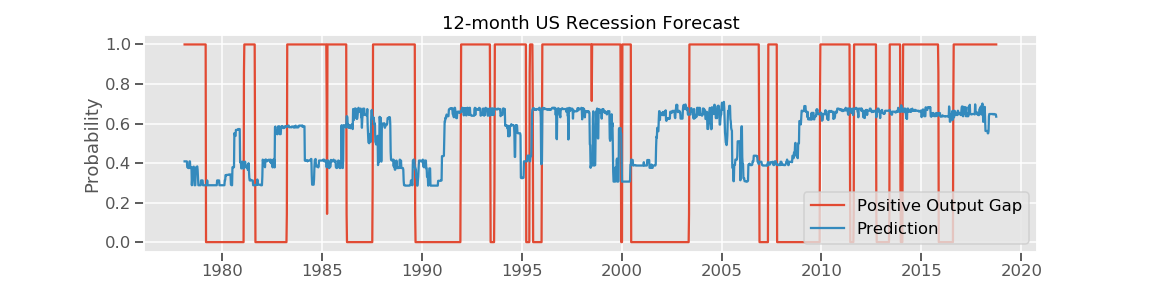 12-month US Recession Forecast
Probability
1.0
0.8
0.6
0.4
0.2
0.0
Positive Output Gap
Prediction
1980 1985 1990 1995 2000 2005 2010 2015 2020